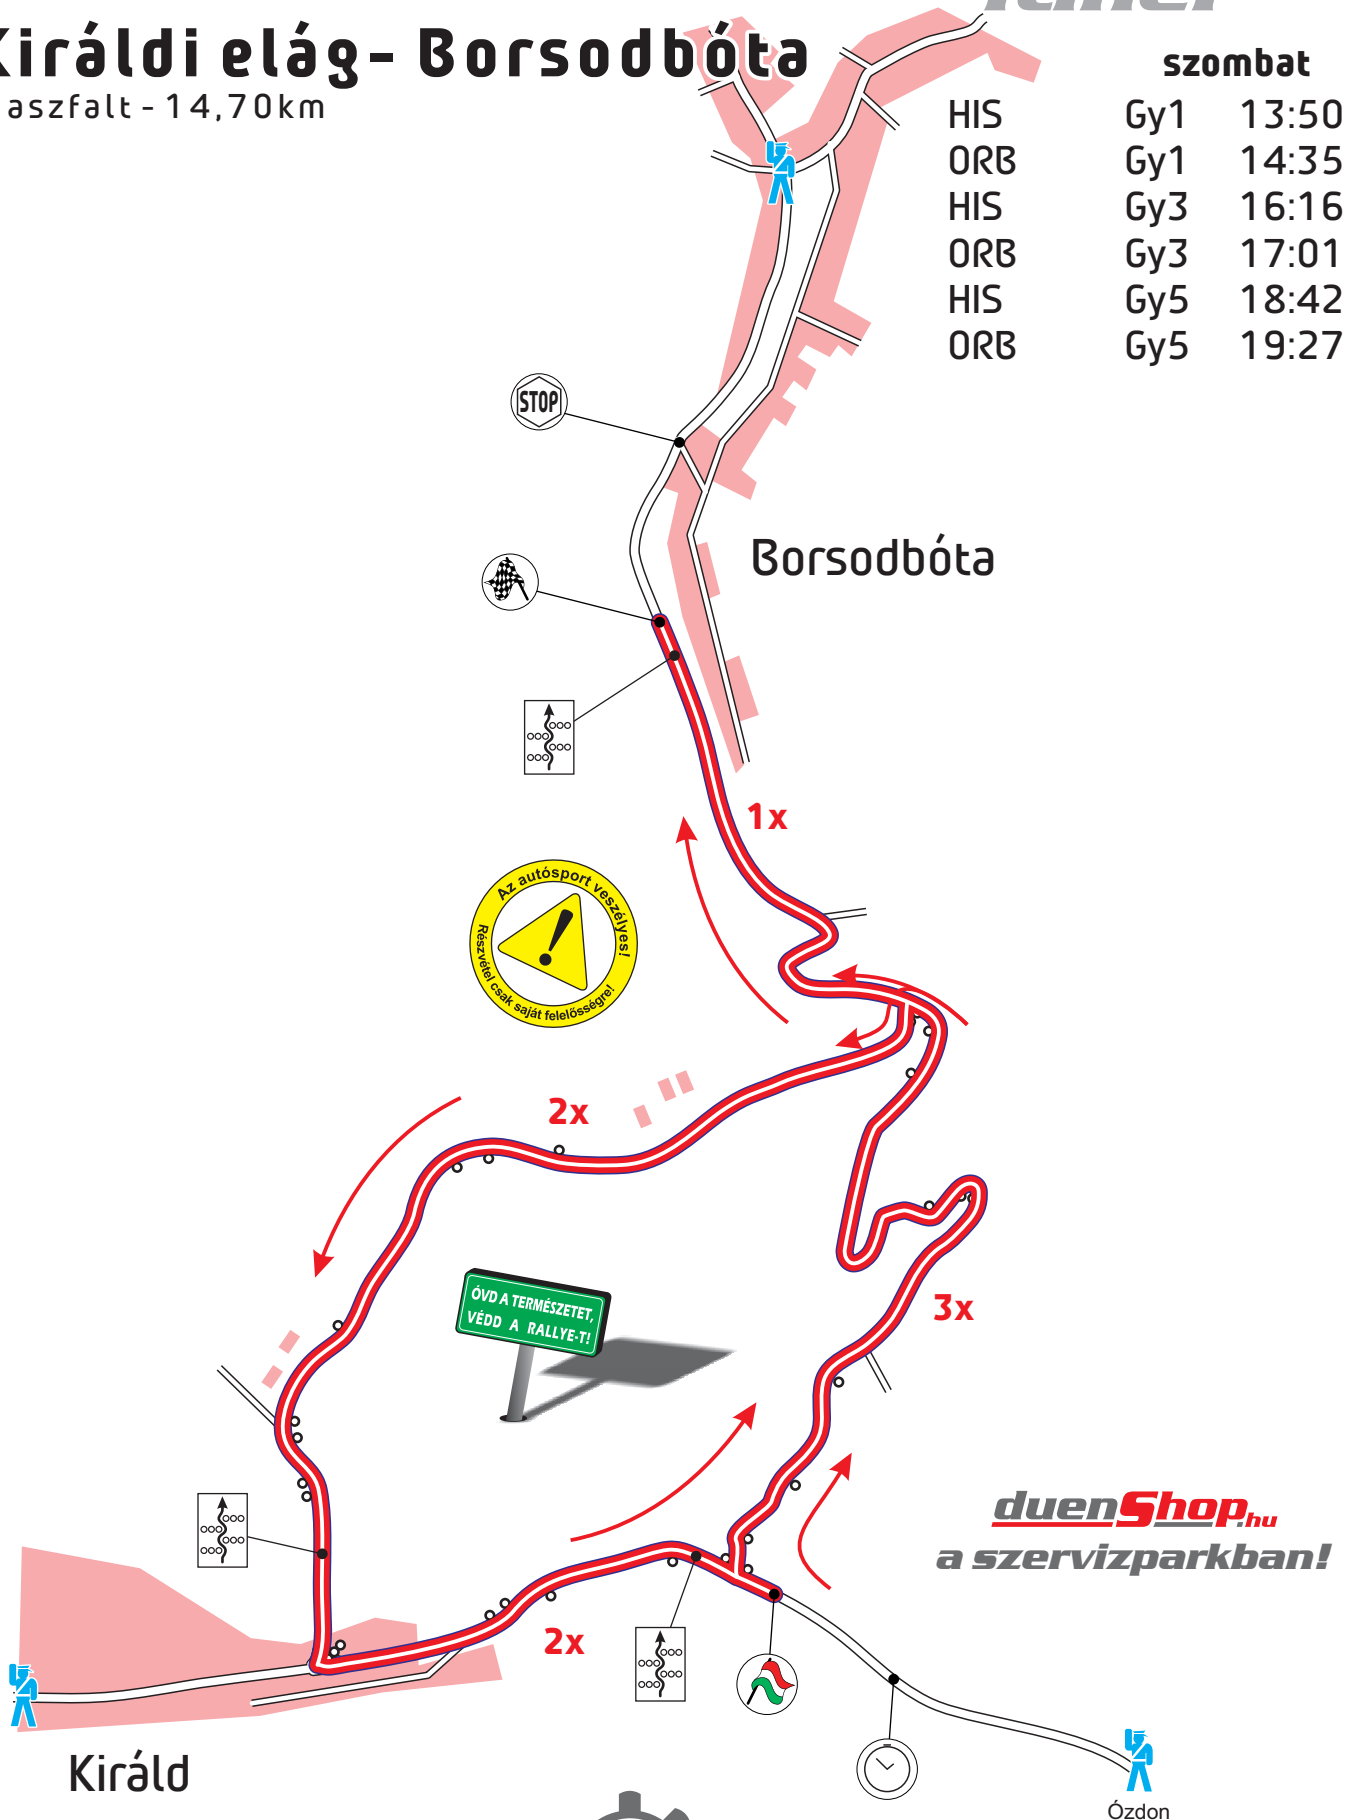 Királdi elág- Borsodbóta
aszfalt - 14,70km
szombat
HIS Gy1 13:50
ORB Gy1 14:35
HIS Gy3 16:16
ORB Gy3 17:01
HIS Gy5 18:42
ORB Gy5 19:27
STOP
Borsodbóta
1x
Az autósport veszélyes!
Részvétel csak saját felelősségre!
2x
ÓVD A TERMÉSZETET,
VÉDD A RALLYE-T!
3x
duenShop.hu
a szervizparkban!
2x
Királd
Ózdon